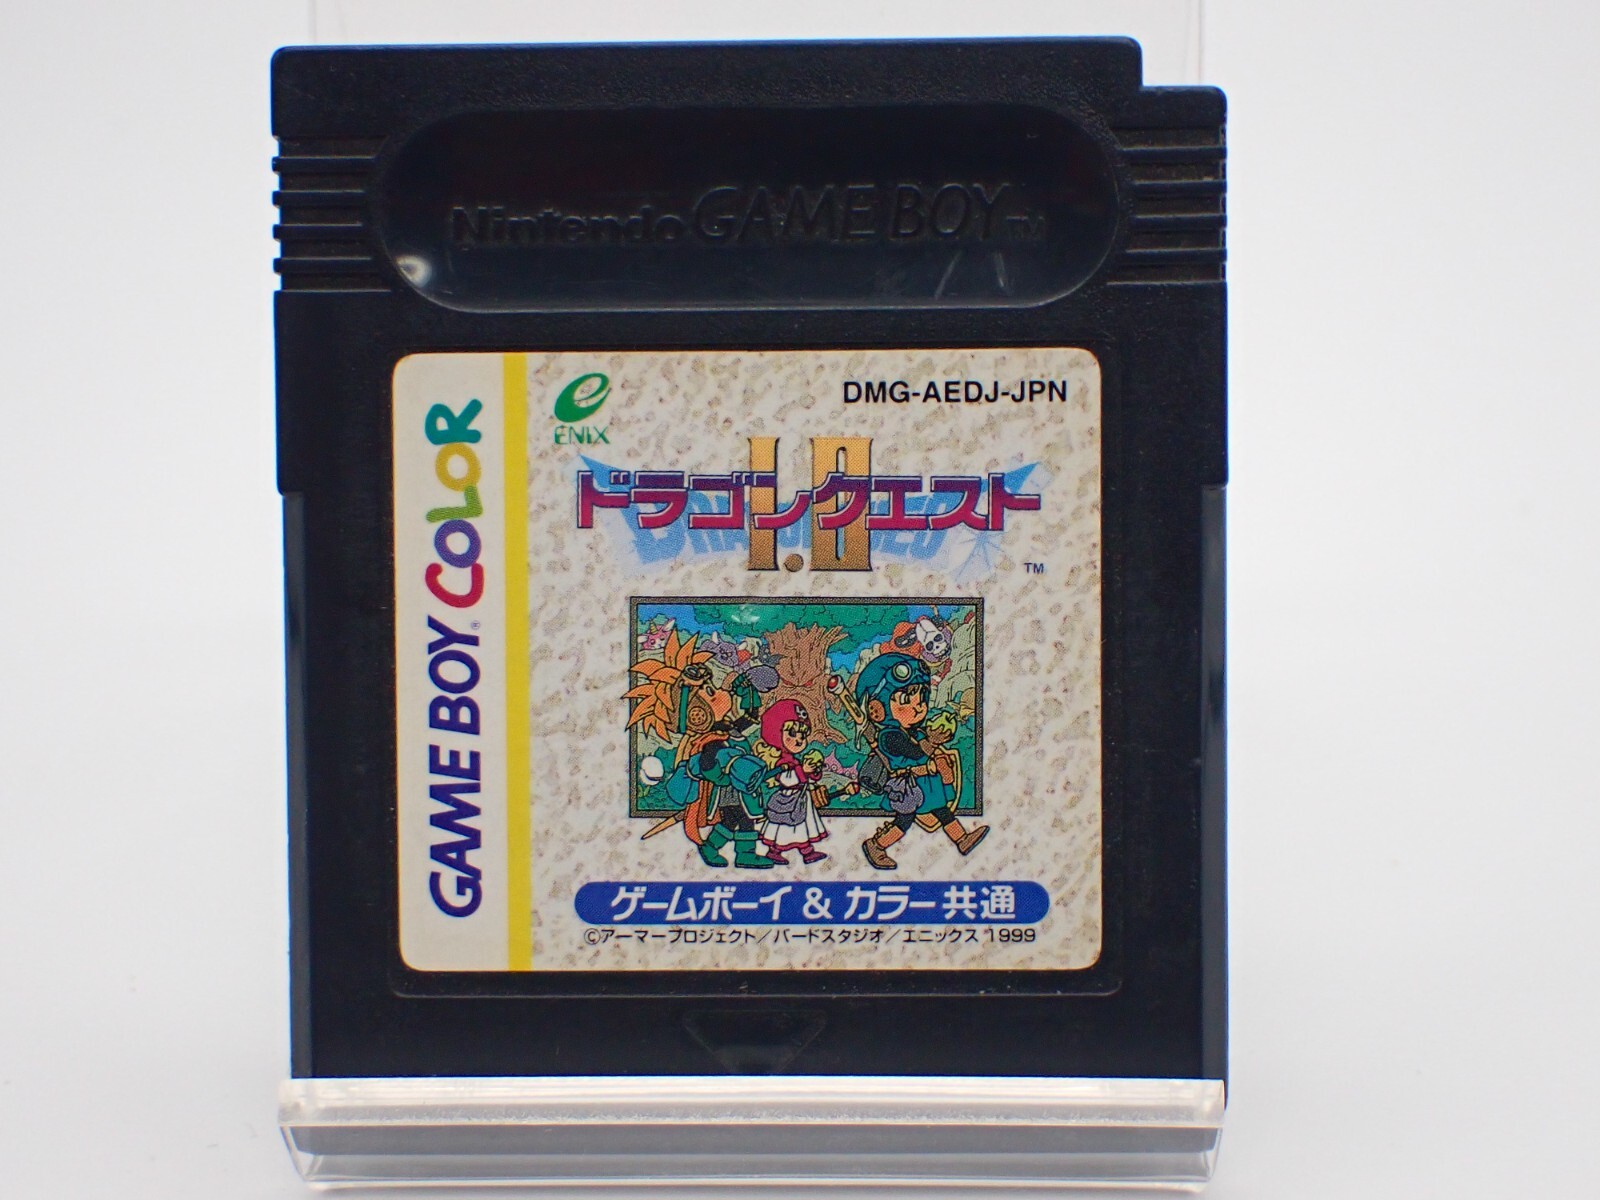 Nintendo GAME BOY TM
GAME BOY COLOR
ENIX
DMG-AEDJ-JPN
I.II
ドラゴンクエスト
TM
ゲームボーイ & カラー 共通
©アーマープロジェクト/バードスタジオ/エニックス 1999